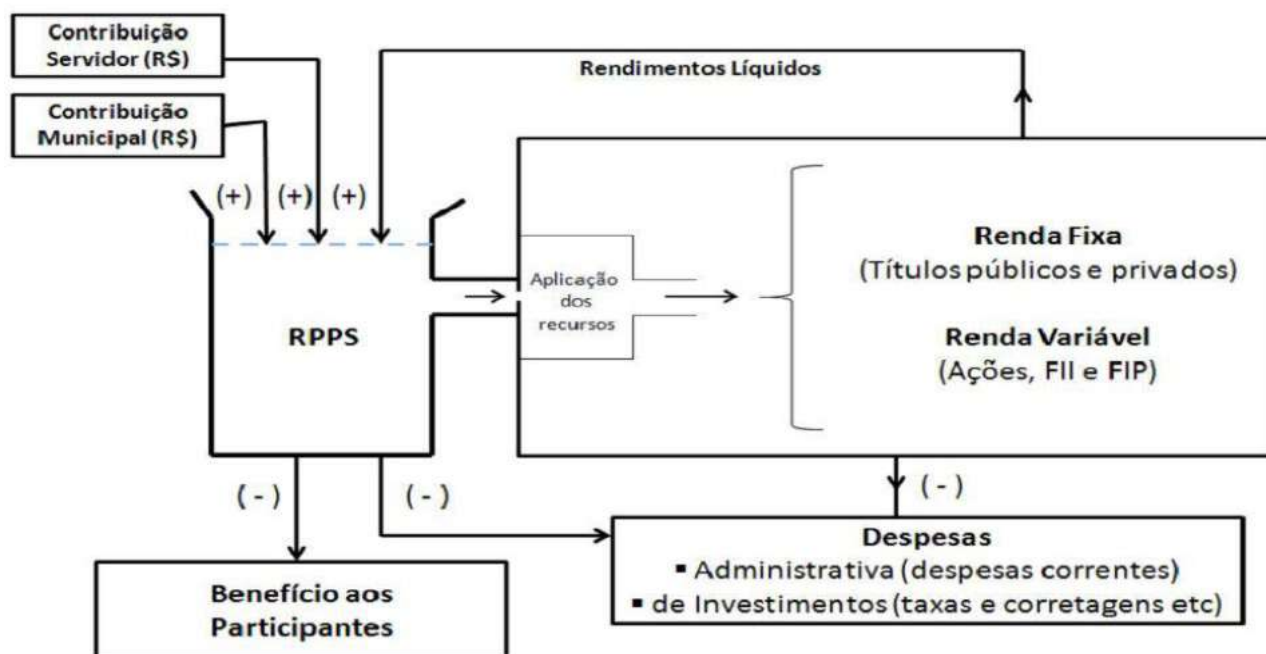 Contribuição
Servidor (R$)
Contribuição
Municipal (R$)
Rendimentos Líquidos
(+) (+) (+)
RPPS
Aplicação
dos
recursos
Renda Fixa
(Títulos públicos e privados)
Renda Variável
(Ações, FII e FIP)
( - )
( - )
( - )
Benefício aos
Participantes
Despesas
▪ Administrativa (despesas correntes)
▪ de Investimentos (taxas e corretagens etc)